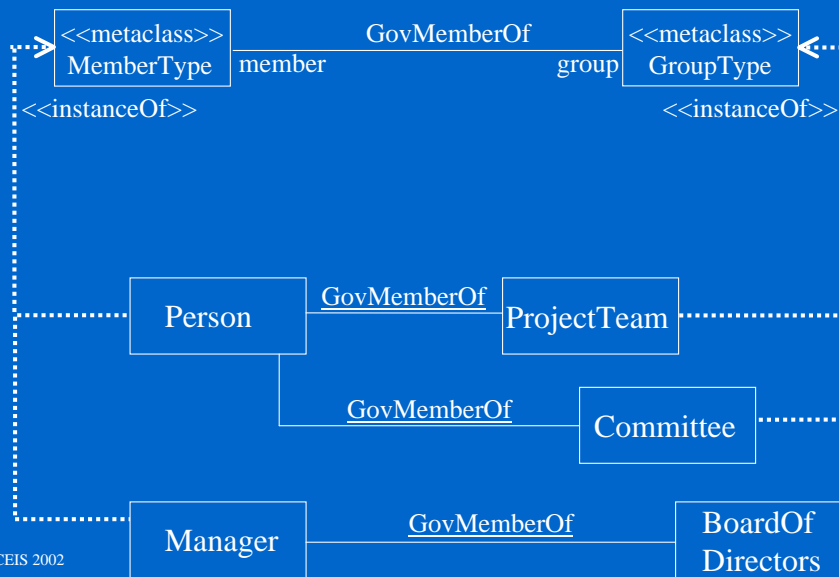 <<metaclass>>
MemberType
GovMemberOf
member
group
<<metaclass>>
GroupType
<<instanceOf>>
<<instanceOf>>
Person
GovMemberOf
ProjectTeam
GovMemberOf
Committee
Manager
GovMemberOf
BoardOf
Directors
CEIS 2002